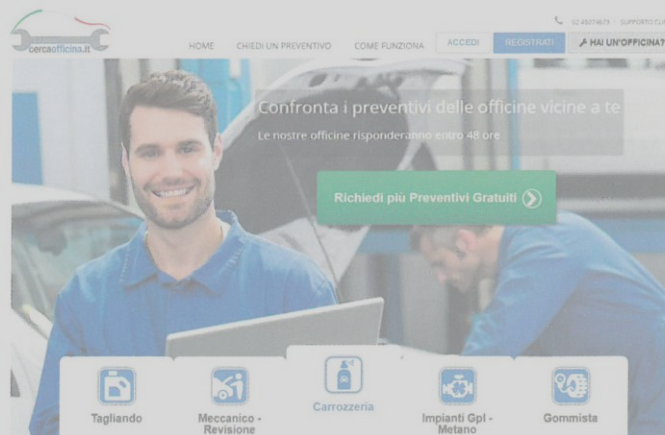 cercaofficina.it
SUPPORTO CLI
HOME
CHIEDI UN PREVENTIVO
COME FUNZIONA
ACCEDI
REGISTRATI
HAI UN'OFFICINA?
Confronta i preventivi delle officine vicine a te
Le nostre officine risponderanno entro 48 ore
Richiedi più Preventivi Gratuiti
Tagliando
Meccanico -
Revisione
Carrozzeria
Impianti Gpl -
Metano
Gommista